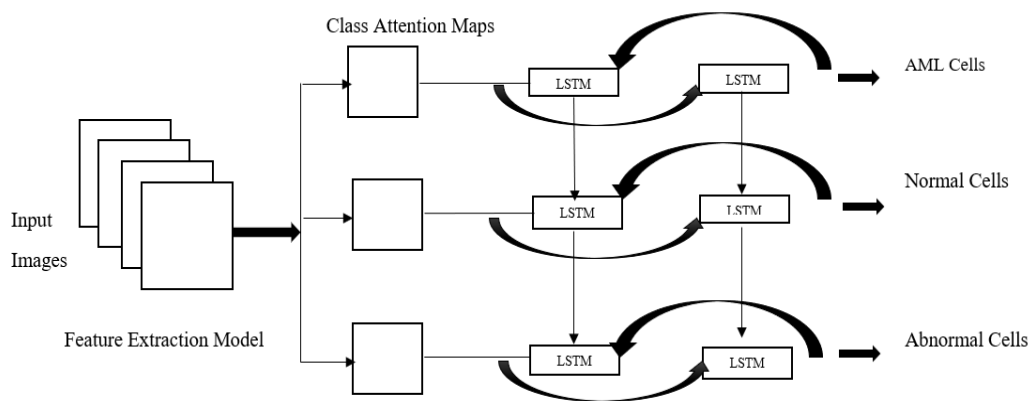 Class Attention Maps
LSTM
LSTM
AML Cells
Input
Images
LSTM
LSTM
Normal Cells
Feature Extraction Model
LSTM
LSTM
Abnormal Cells